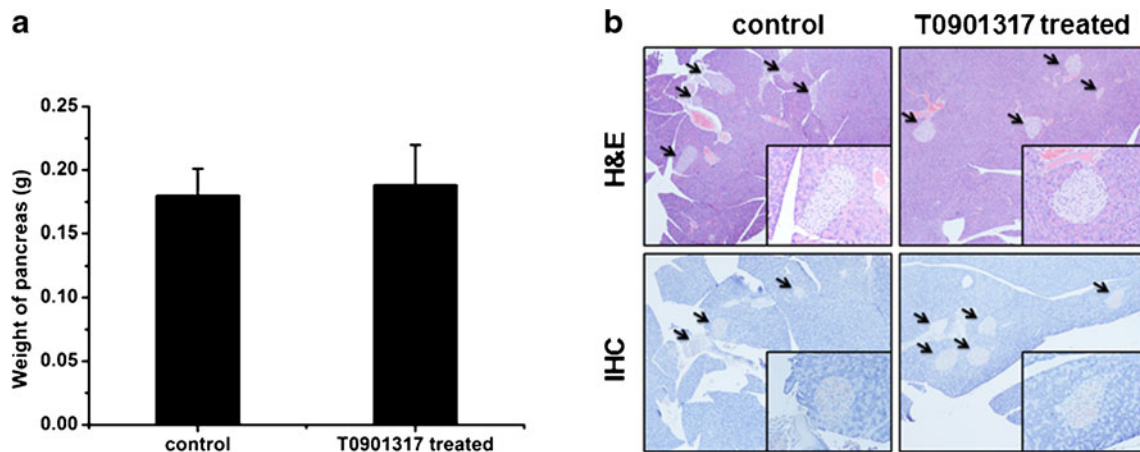 a
Weight of pancreas (g)
0.25
0.20
0.15
0.10
0.05
0.00
control
T0901317 treated
b
control
T0901317 treated
H&E
IHC